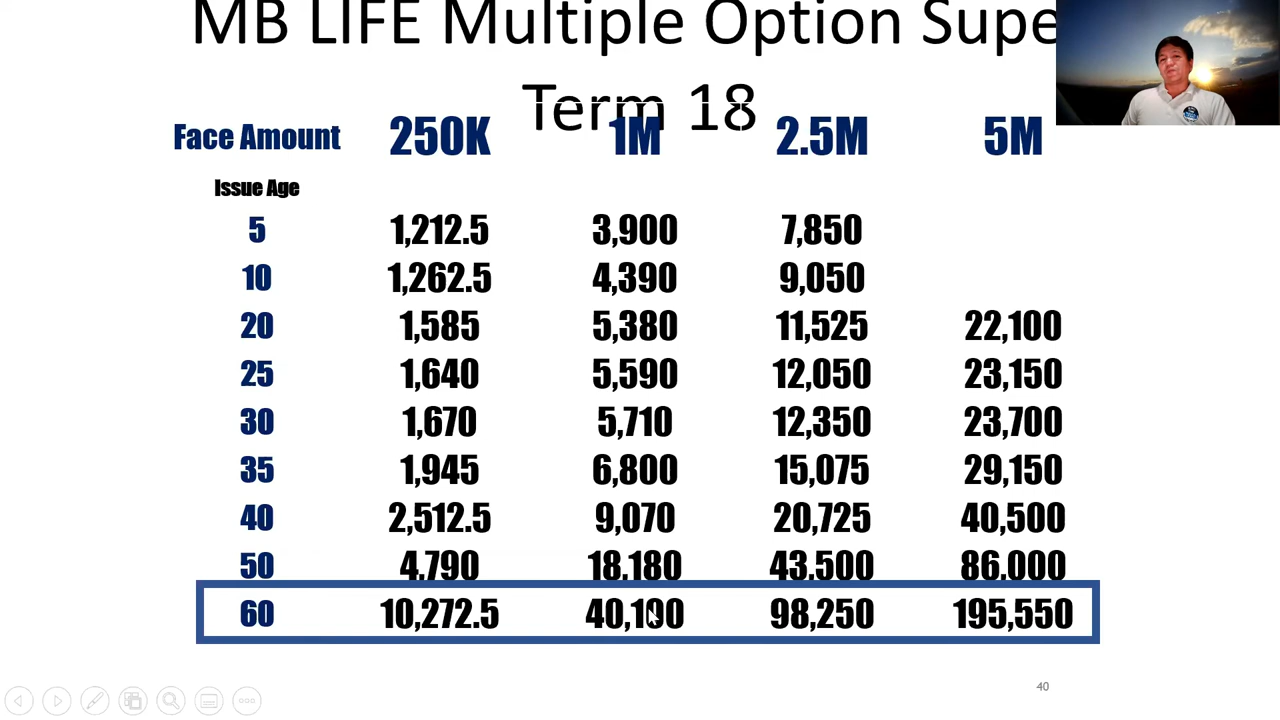 MB LIFE Multiple Option Supe
Term 18
Face Amount 250K 1M 2.5M 5M
Issue Age
5 1,212.5 3,900 7,850
10 1,262.5 4,390 9,050
20 1,585 5,380 11,525 22,100
25 1,640 5,590 12,050 23,150
30 1,670 5,710 12,350 23,700
35 1,945 6,800 15,075 29,150
40 2,512.5 9,070 20,725 40,500
50 4,790 18,180 43,500 86,000
60 10,272.5 98,250 195,550
40